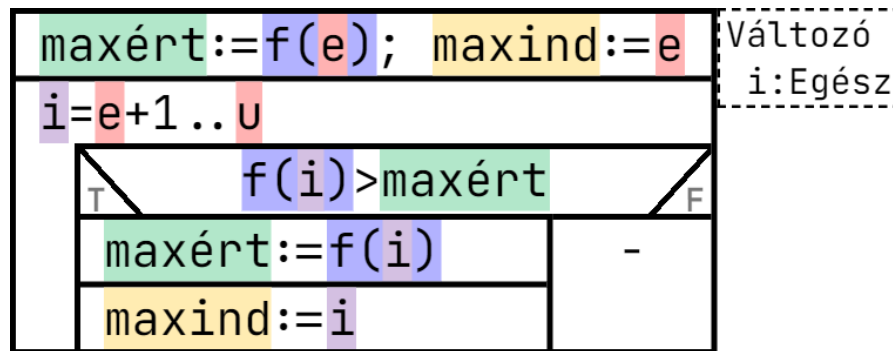 maxért:=f(e); maxind:=e
Változó
i:Egész
i=e+1..u
f(i)>maxért
T
F
maxért:=f(i)
-
maxind:=i